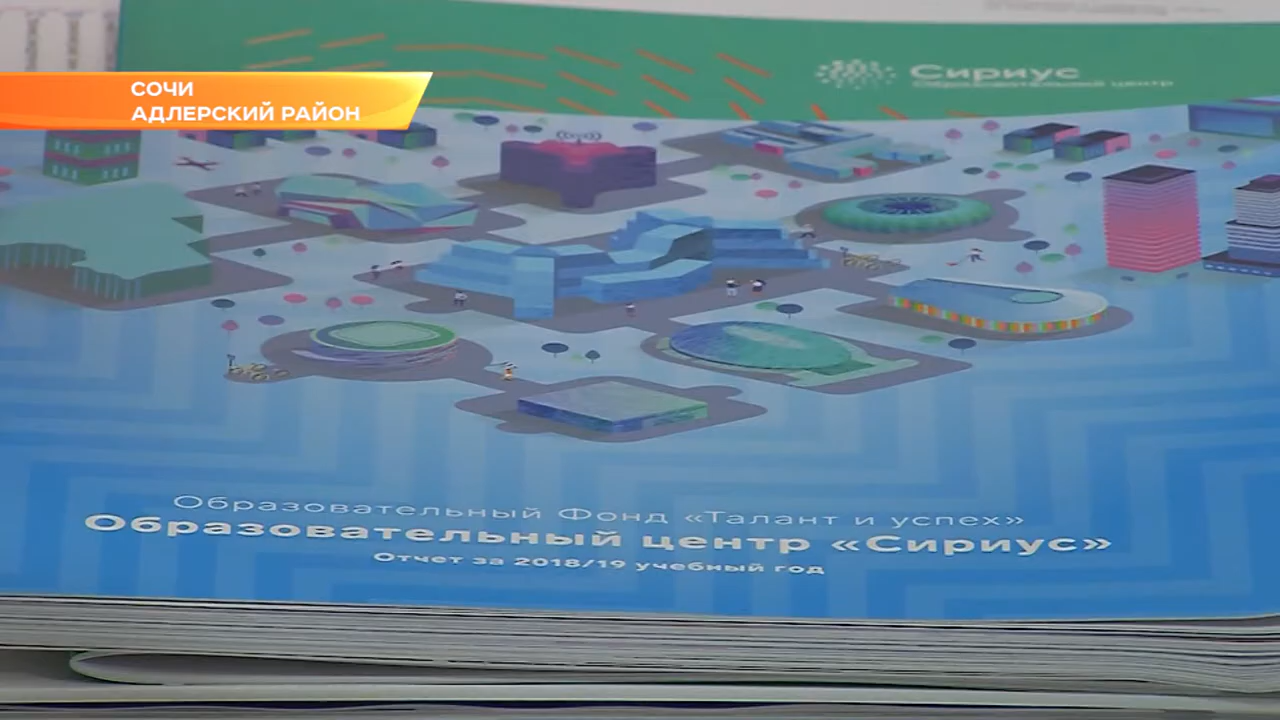 СОЧИ
АДЛЕРСКИЙ РАЙОН
Сириус
Образовательный центр
Образовательный Фонд «Талант и успех»
Образовательный центр «Сириус»
Отчет за 2018/19 учебный год